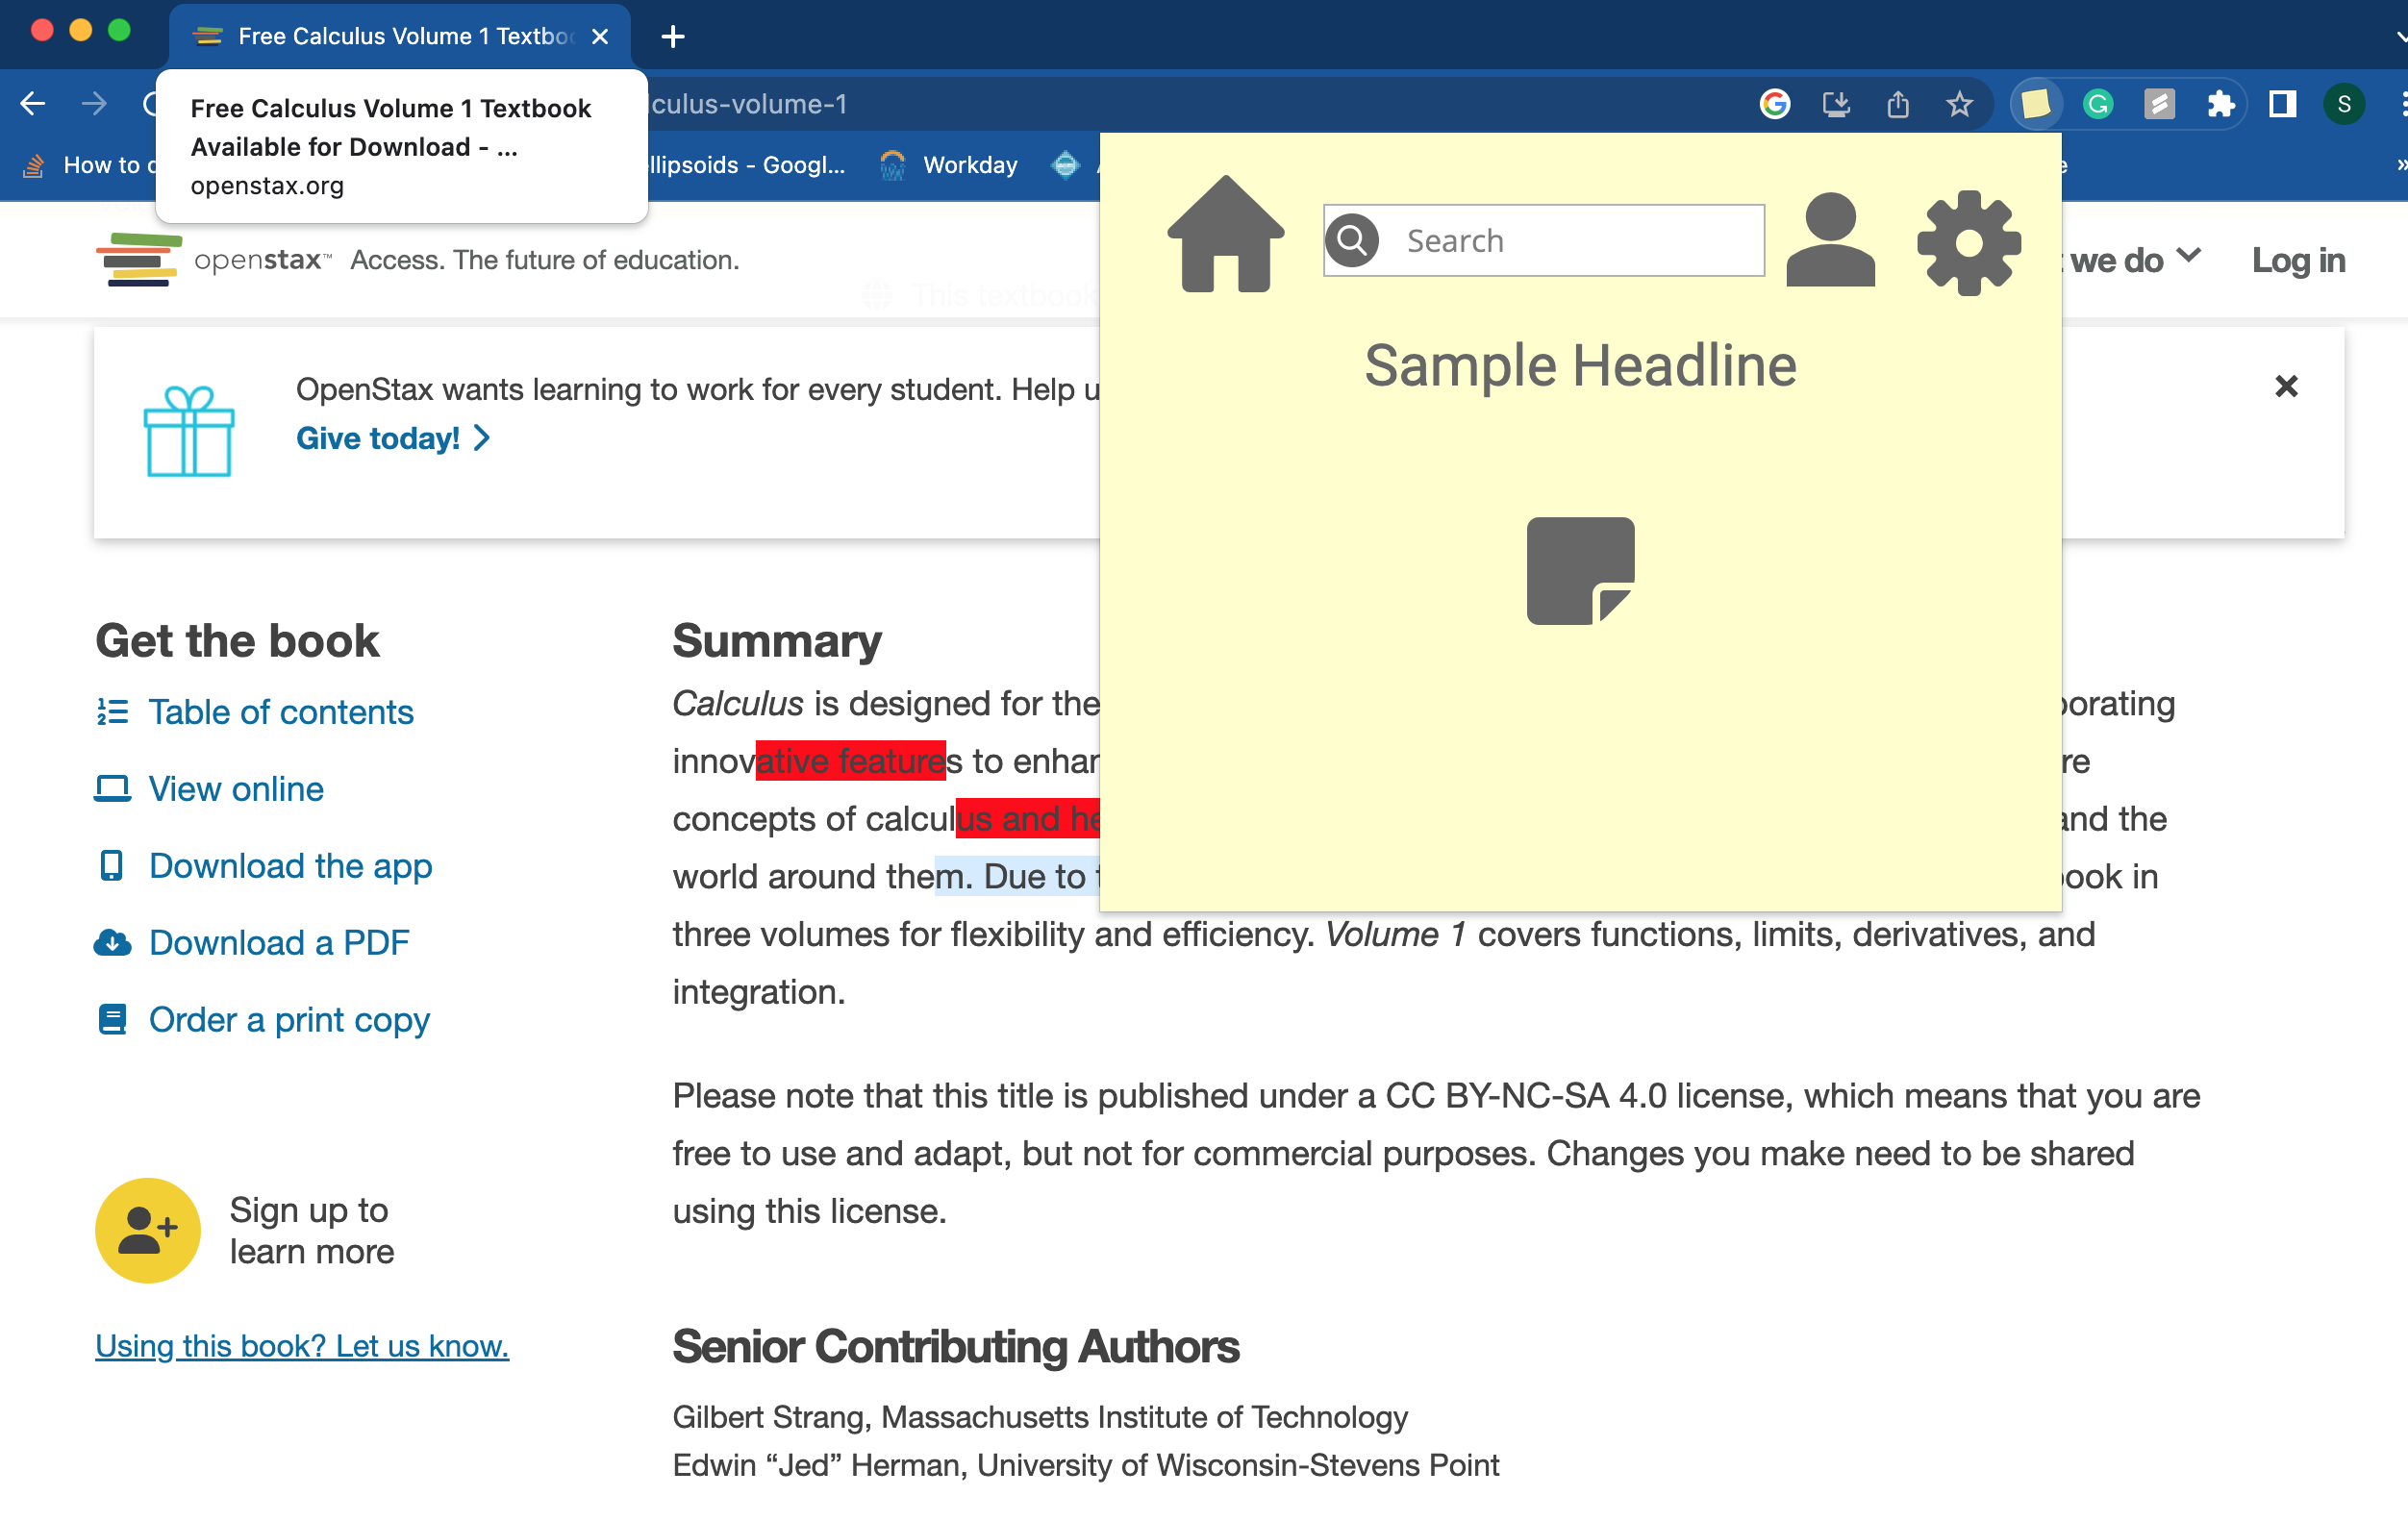 Free Calculus Volume 1 Textboo
Free Calculus Volume 1 Textbook
Available for Download - ...
openstax.org
lculus-volume-1
S
How to
llipsoids - Googl...
Workday
openstax™ Access. The future of education.
This textbook
we do
Log in
Search
Sample Headline
OpenStax wants learning to work for every student. Help u
Give today!
Get the book
Table of contents
View online
Download the app
Download a PDF
Order a print copy
Sign up to
learn more
Using this book? Let us know.
Summary
Calculus is designed for the orating
innovative features to enhan re
concepts of calculus and he and the
world around them. Due to t ook in
three volumes for flexibility and efficiency. Volume 1 covers functions, limits, derivatives, and
integration.
Please note that this title is published under a CC BY-NC-SA 4.0 license, which means that you are
free to use and adapt, but not for commercial purposes. Changes you make need to be shared
using this license.
Senior Contributing Authors
Gilbert Strang, Massachusetts Institute of Technology
Edwin “Jed” Herman, University of Wisconsin-Stevens Point